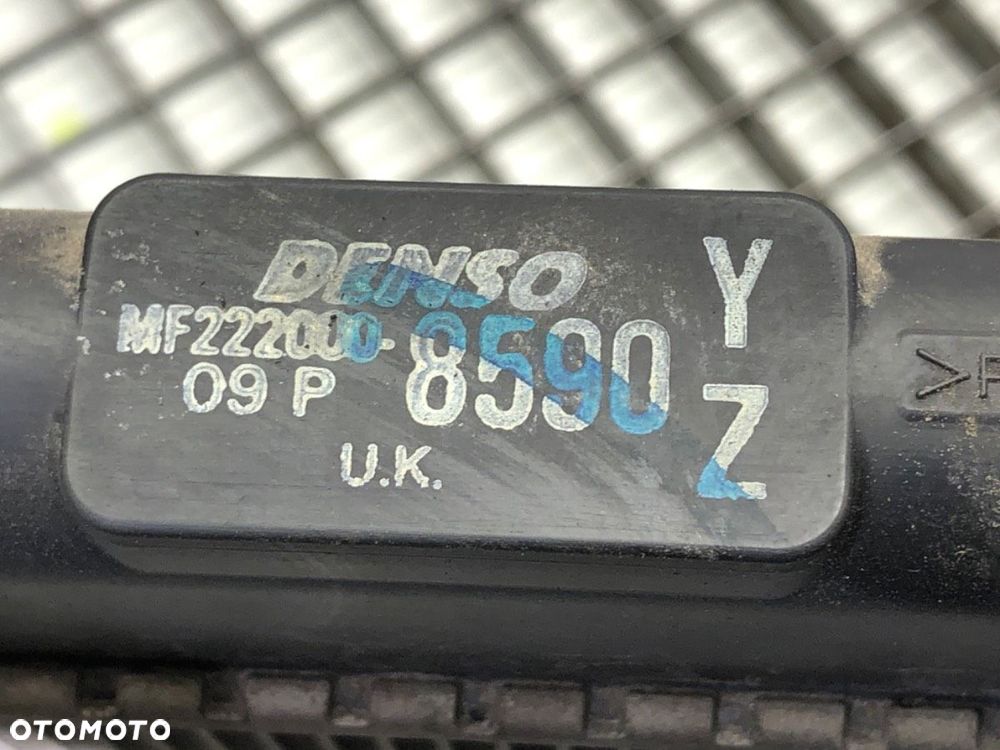 DENSO
MF222000-8590
09 P
U.K.
Y
Z
>P
OTOMOTO